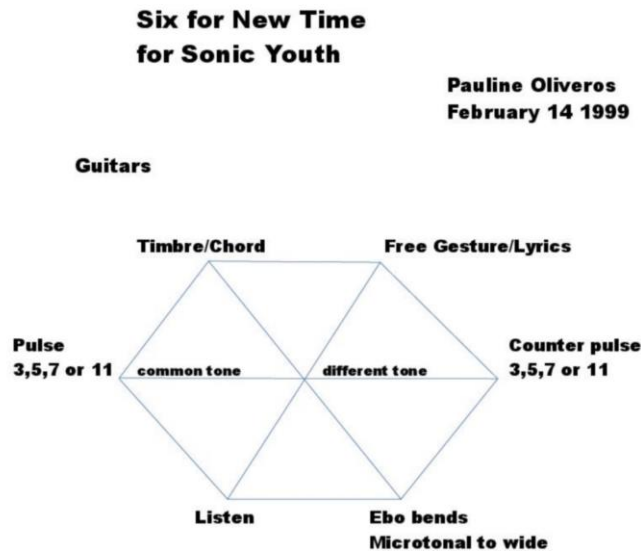 Six for New Time
for Sonic Youth
Pauline Oliveros
February 14 1999
Guitars
Timbre/Chord
Free Gesture/Lyrics
Pulse
3,5,7 or 11
common tone
different tone
Counter pulse
3,5,7 or 11
Listen
Ebo bends
Microtonal to wide